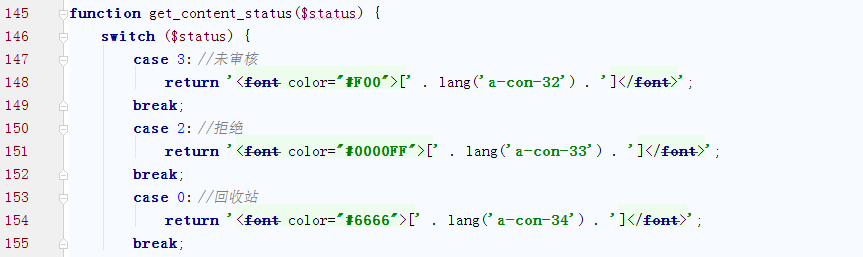 145 function get_content_status($status) {
146     switch ($status) {
147         case 3://未审核
148             return '<font color="#F00">[' . lang('a-con-32') . ']</font>';
149         break;
150         case 2://拒绝
151             return '<font color="#0000FF">[' . lang('a-con-33') . ']</font>';
152         break;
153         case 0://回收站
154             return '<font color="#6666">[' . lang('a-con-34') . ']</font>';
155         break;